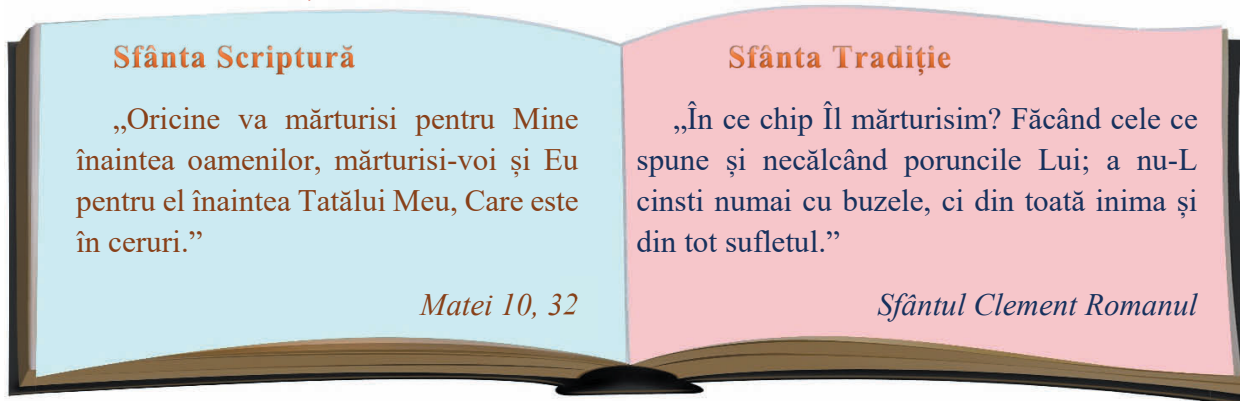 Sfânta Scriptură
„Oricine va mărturisi pentru Mine
înaintea oamenilor, mărturisi-voi și Eu
pentru el înaintea Tatălui Meu, Care este
în ceruri.”
Matei 10, 32
Sfânta Tradiție
„În ce chip Îl mărturisim? Făcând cele ce
spune și necălcând poruncile Lui; a nu-L
cinsti numai cu buzele, ci din toată inima și
din tot sufletul.”
Sfântul Clement Romanul